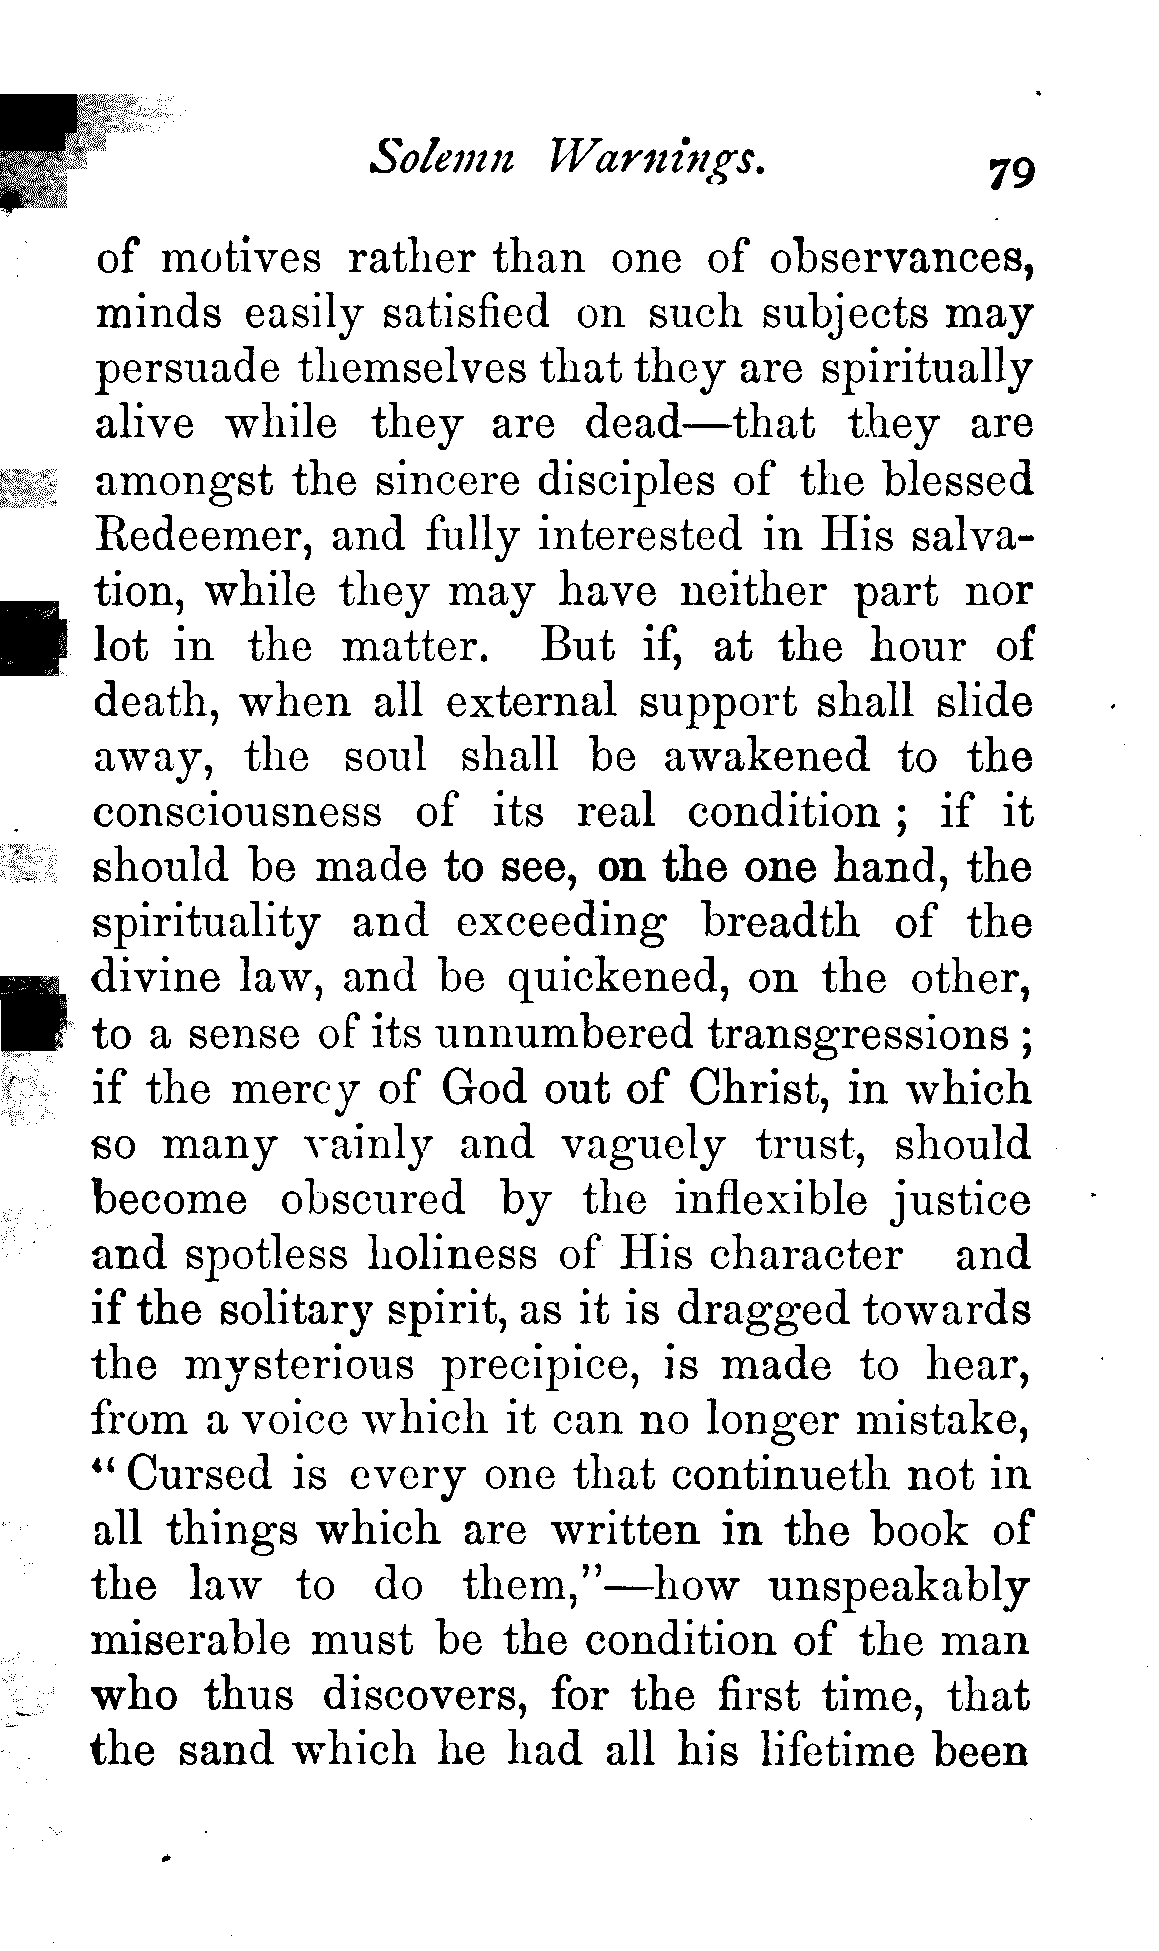 Solemn Warnings. 79
of motives rather than one of observances,
minds easily satisfied on such subjects may
persuade themselves that they are spiritually
alive while they are dead—that they are
amongst the sincere disciples of the blessed
Redeemer, and fully interested in His salva-
tion, while they may have neither part nor
lot in the matter. But if, at the hour of
death, when all external support shall slide
away, the soul shall be awakened to the
consciousness of its real condition ; if it
should be made to see, on the one hand, the
spirituality and exceeding breadth of the
divine law, and be quickened, on the other,
to a sense of its unnumbered transgressions ;
if the mercy of God out of Christ, in which
so many vainly and vaguely trust, should
become obscured by the inflexible justice
and spotless holiness of His character and
if the solitary spirit, as it is dragged towards
the mysterious precipice, is made to hear,
from a voice which it can no longer mistake,
“ Cursed is every one that continueth not in
all things which are written in the book of
the law to do them,”—how unspeakably
miserable must be the condition of the man
who thus discovers, for the first time, that
the sand which he had all his lifetime been